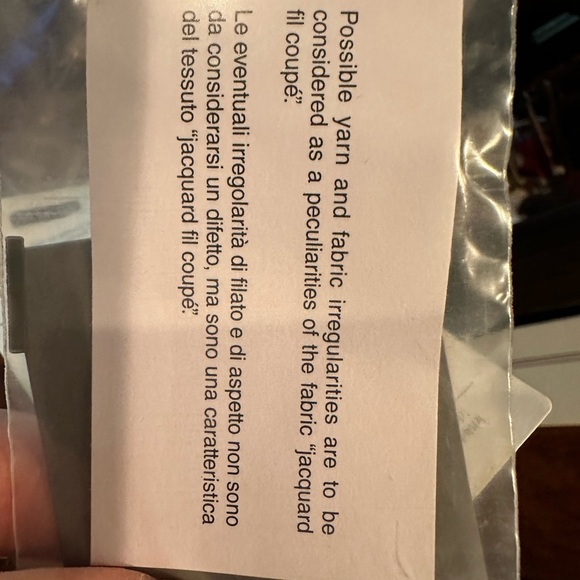 Possible yarn and fabric irregularities are to be
considered as a peculiarities of the fabric “jacquard
fil coupé”.
Le eventuali irregolarità di filato e di aspetto non sono
da considerarsi un difetto, ma sono una caratteristica
del tessuto “jacquard fil coupé”.